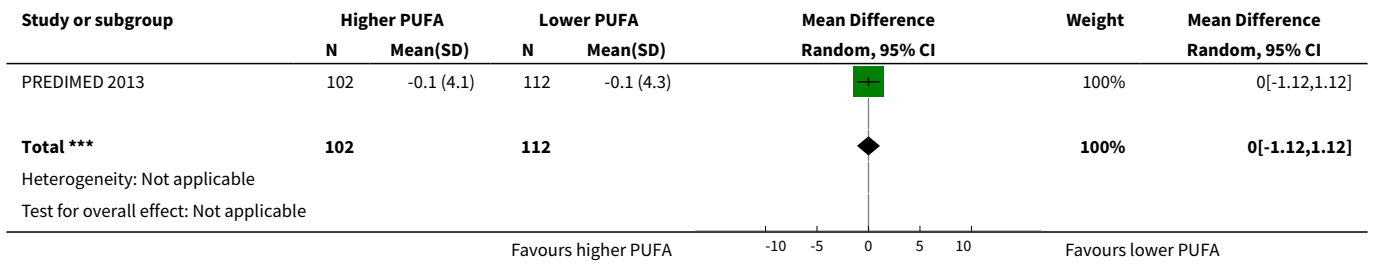 Study or subgroup Higher PUFA Lower PUFA Mean Difference Weight Mean Difference
N Mean(SD) N Mean(SD) Random, 95% CI Random, 95% CI
PREDIMED 2013 102 -0.1 (4.1) 112 -0.1 (4.3) 100% 0[-1.12,1.12]
Total *** 102 112 100% 0[-1.12,1.12]
Heterogeneity: Not applicable
Test for overall effect: Not applicable
Favours higher PUFA -10 -5 0 5 10 Favours lower PUFA